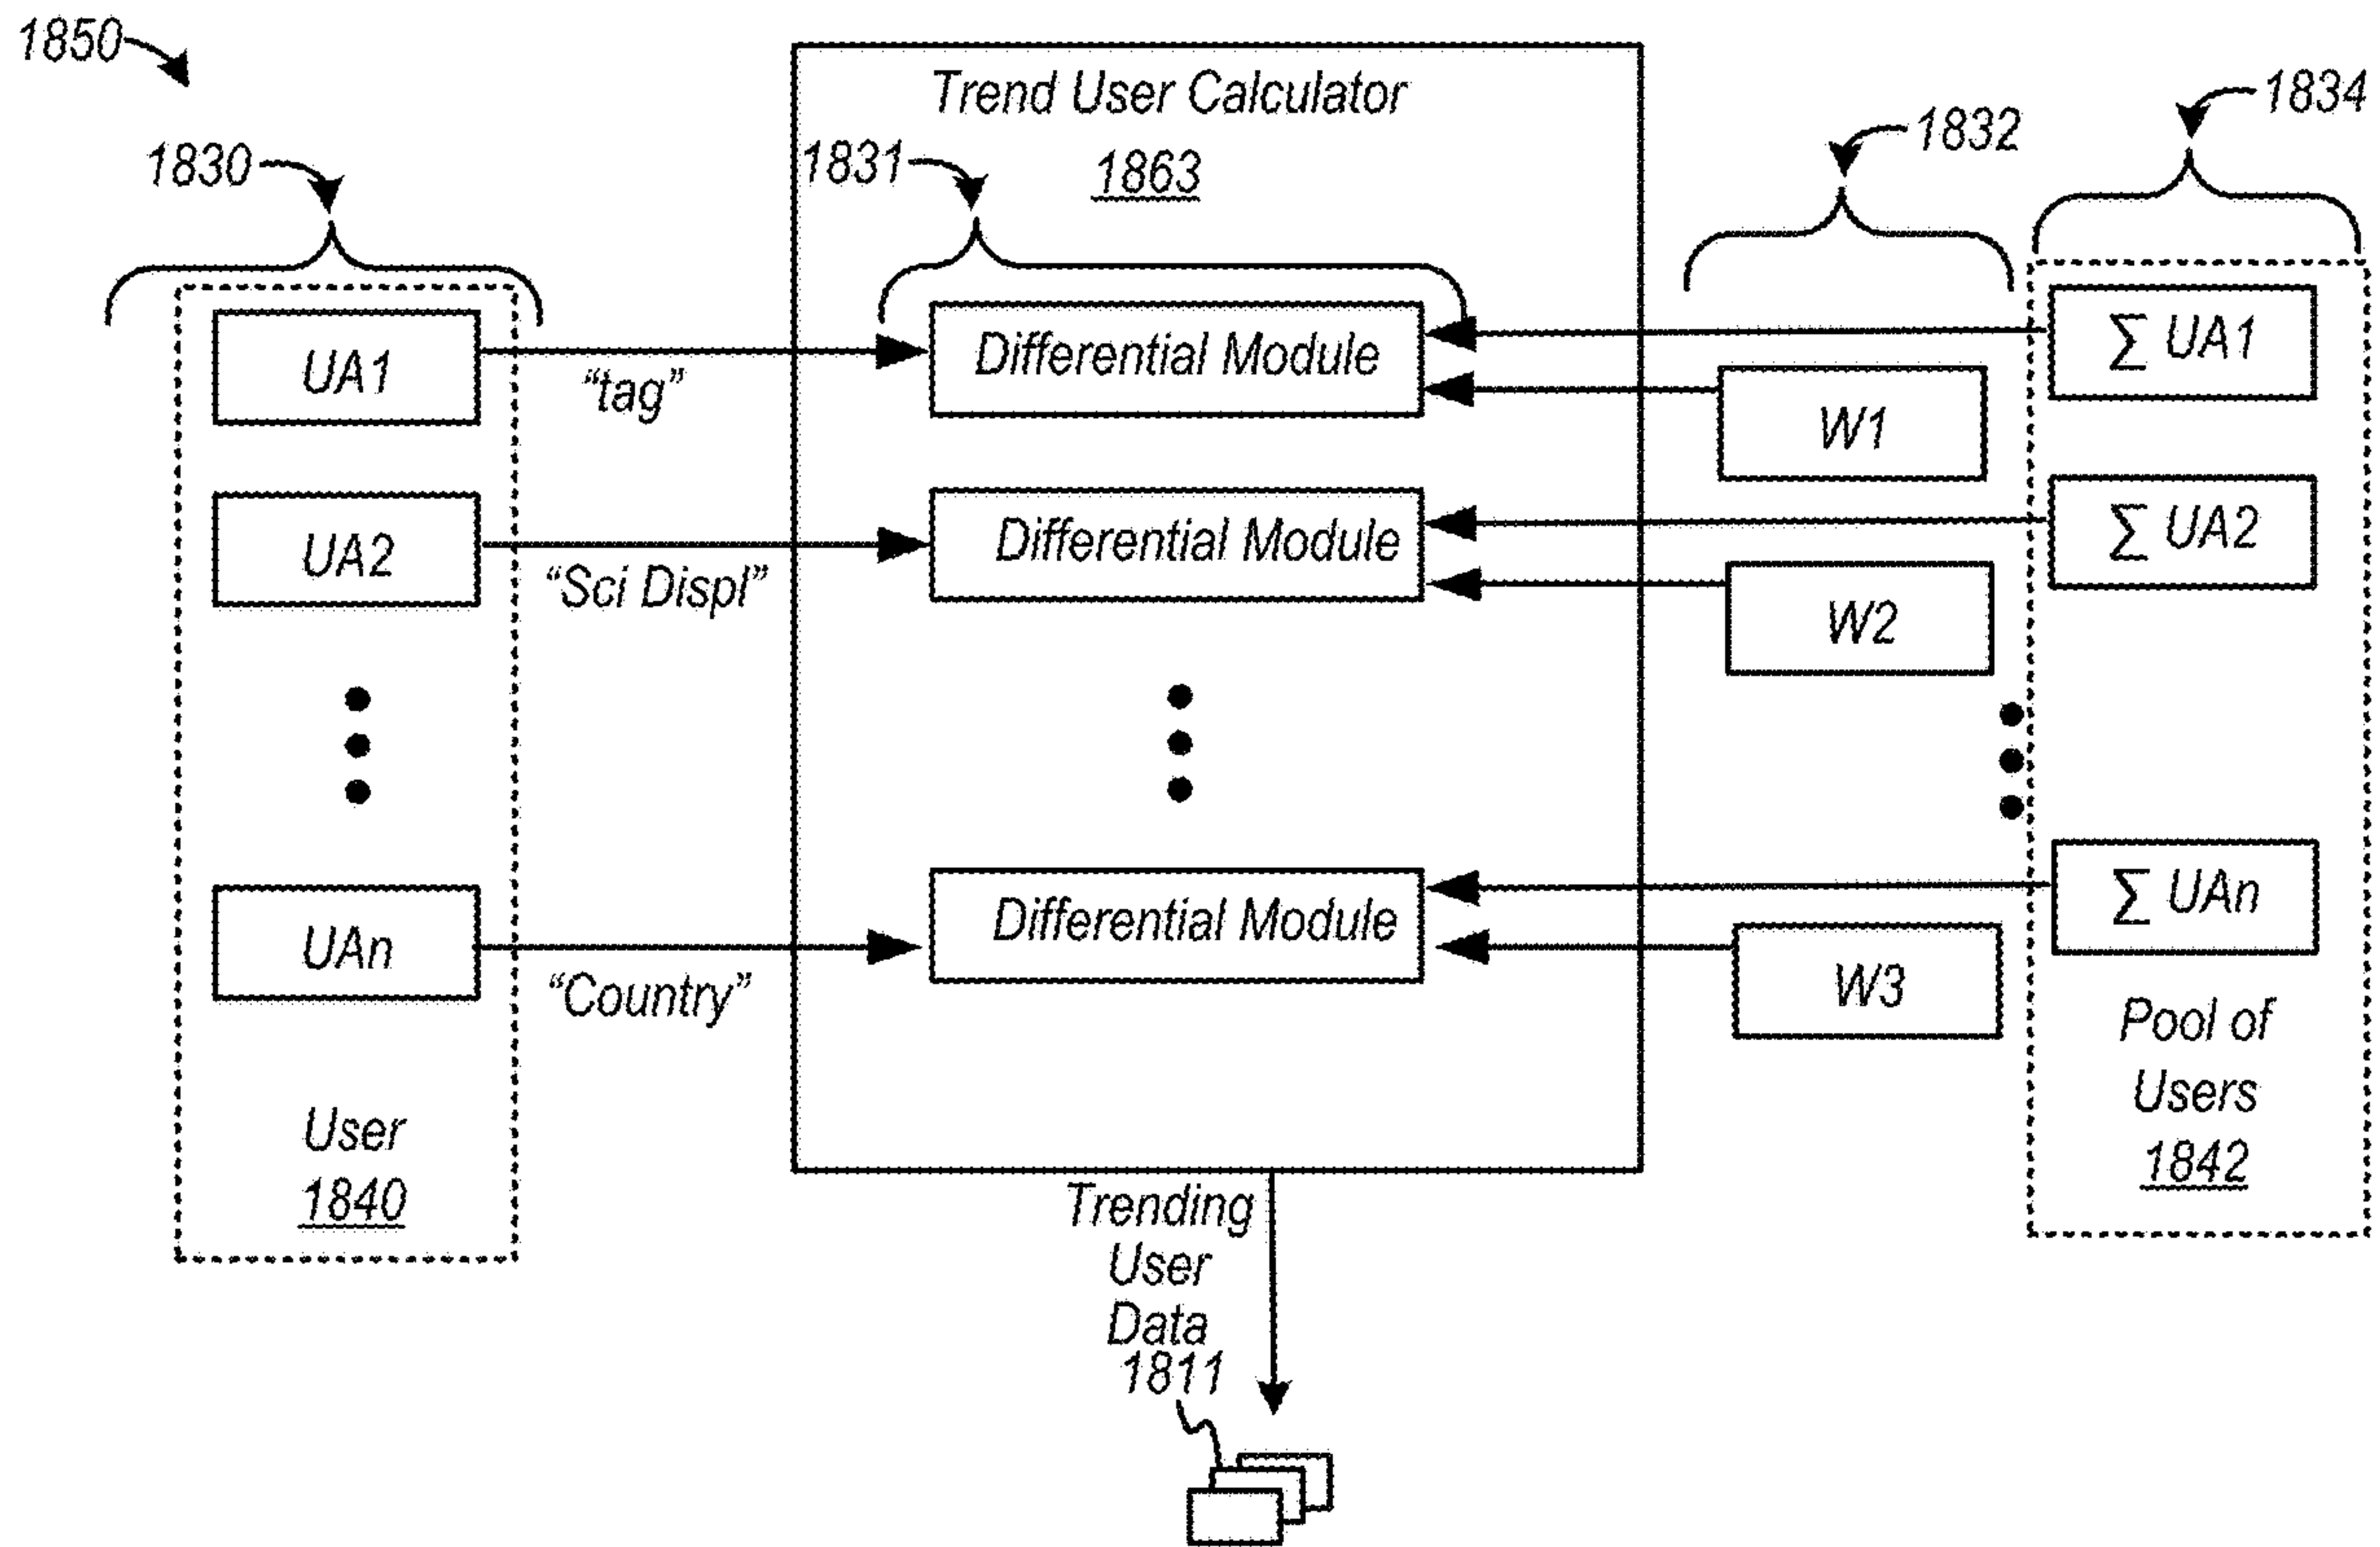 1850
1830
Trend User Calculator
1863
1831
1832
1834
UA1
"tag"
Differential Module
∑ UA1
W1
UA2
"Sci Displ"
Differential Module
∑ UA2
W2
UAn
"Country"
Differential Module
∑ UAn
W3
User
1840
Pool of
Users
1842
Trending
User
Data
1811